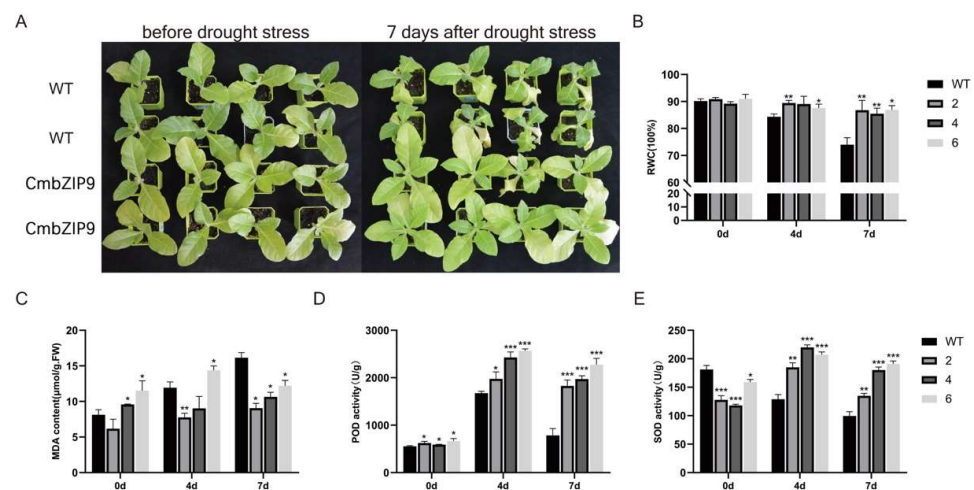 A
before drought stress
7 days after drought stress
WT
WT
CmbZIP9
CmbZIP9
B
RWC(100%)
100
90
80
70
60
20
10
0
** * ** ** *
0d 4d 7d
WT
2
4
6
C
MDA content(μmol/g.FW)
20
15
10
5
0
* * ** * * * *
0d 4d 7d
D
POD activity (U/g)
3000
2000
1000
0
* * * * *** *** *** *** ***
0d 4d 7d
E
SOD activity (U/g)
250
200
150
100
50
0
*** *** * ** *** *** ** *** ***
0d 4d 7d
WT
2
4
6